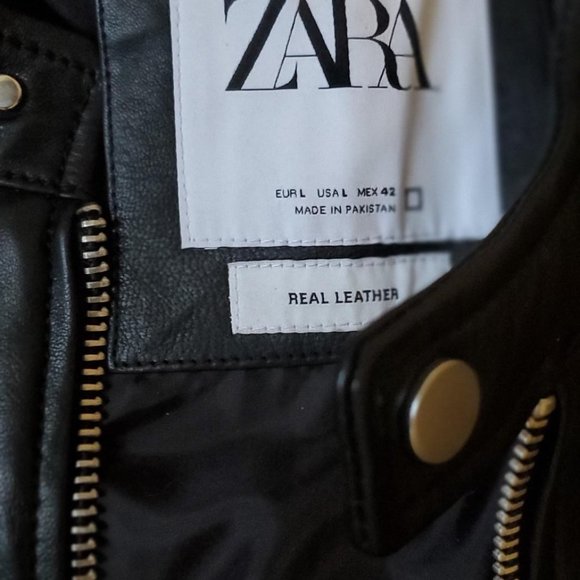 ZARA
EUR L USA L MEX 42
MADE IN PAKISTAN
REAL LEATHER